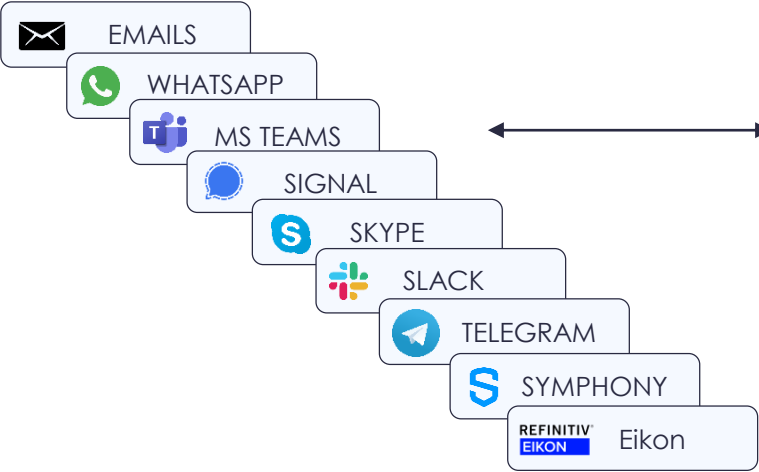 EMAILS
WHATSAPP
T
MS TEAMS
SIGNAL
S
SKYPE
SLACK
TELEGRAM
SYMPHONY
REFINITIV
EIKON
Eikon